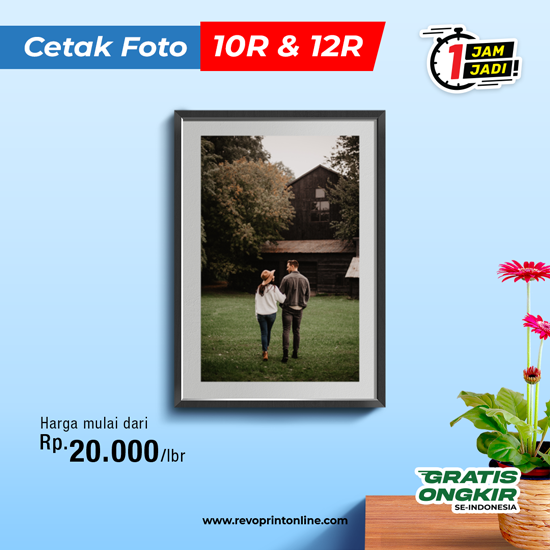 Cetak Foto 10R & 12R
1 JAM
JADI!
Harga mulai dari
Rp.20.000/lbr
GRATIS
ONGKIR
SE-INDONESIA
www.revoprintonline.com